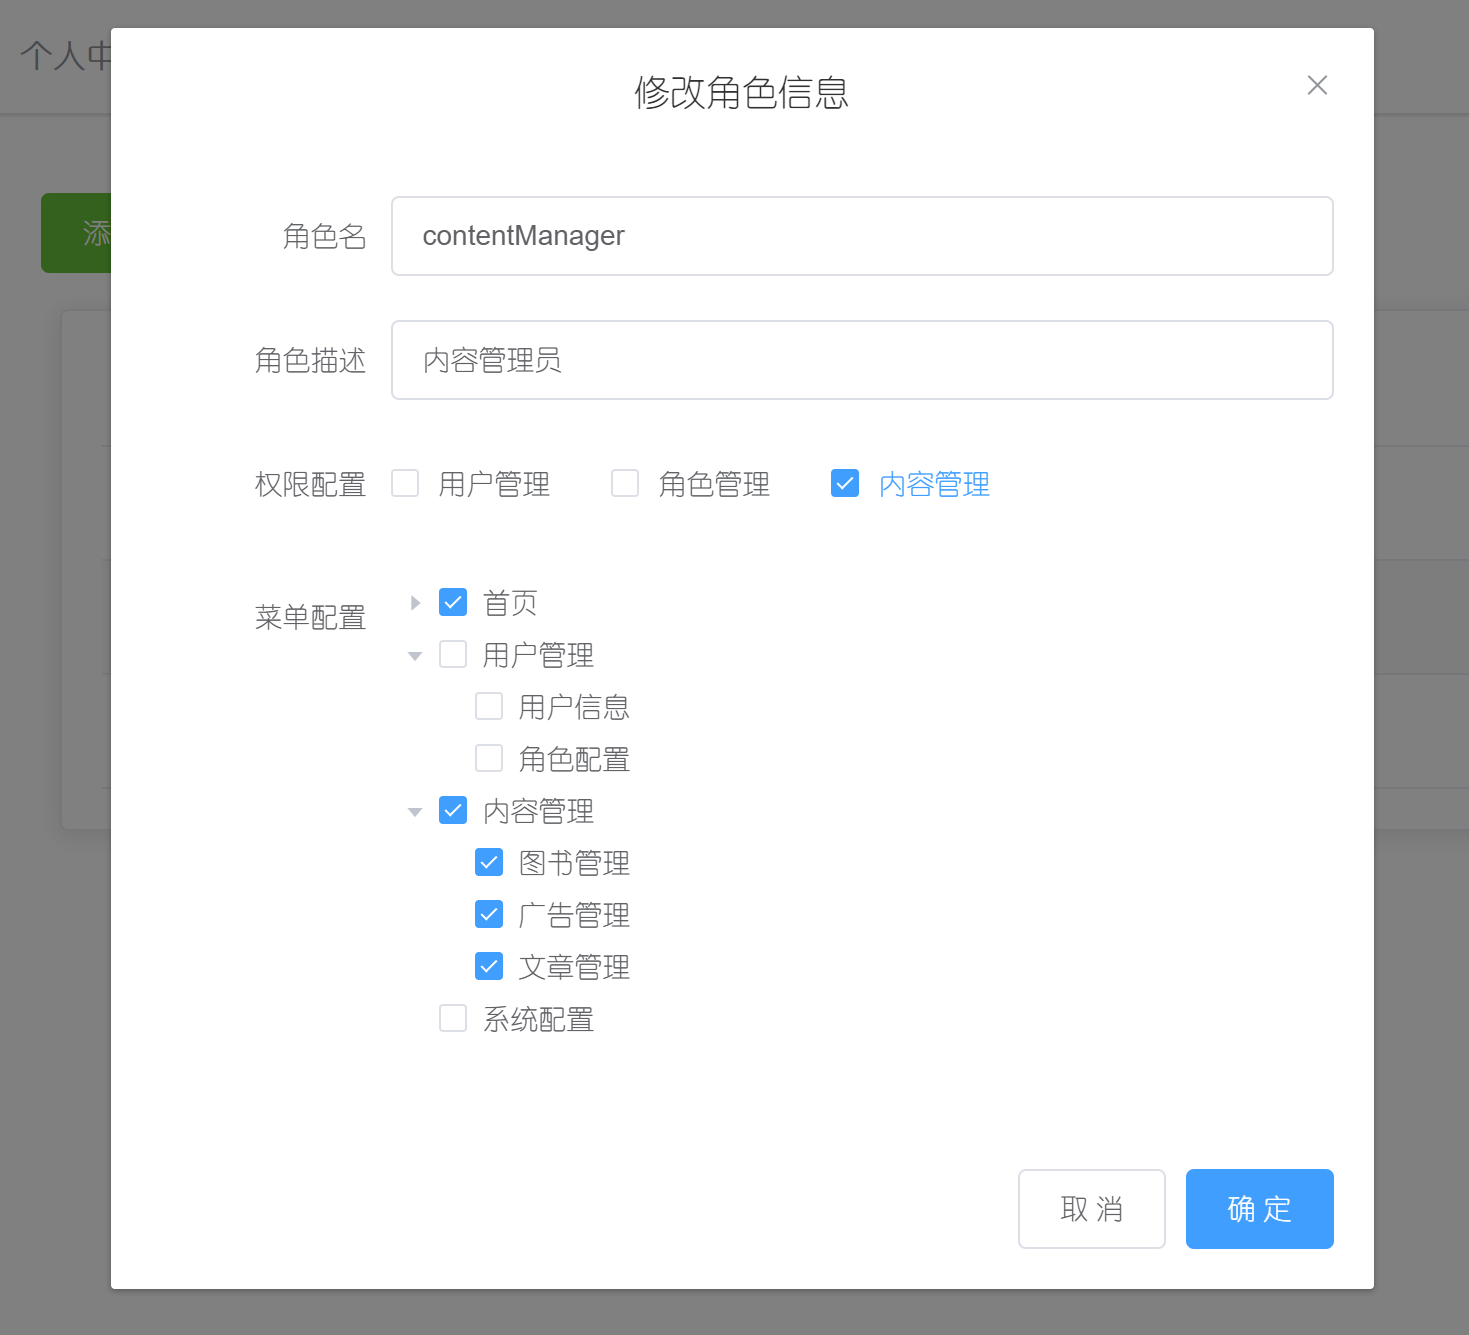 个人中
修改角色信息
添
角色名 contentManager
角色描述 内容管理员
权限配置 用户管理 角色管理 内容管理
菜单配置 首页
用户管理
用户信息
角色配置
内容管理
图书管理
广告管理
文章管理
系统配置
取 消 确 定